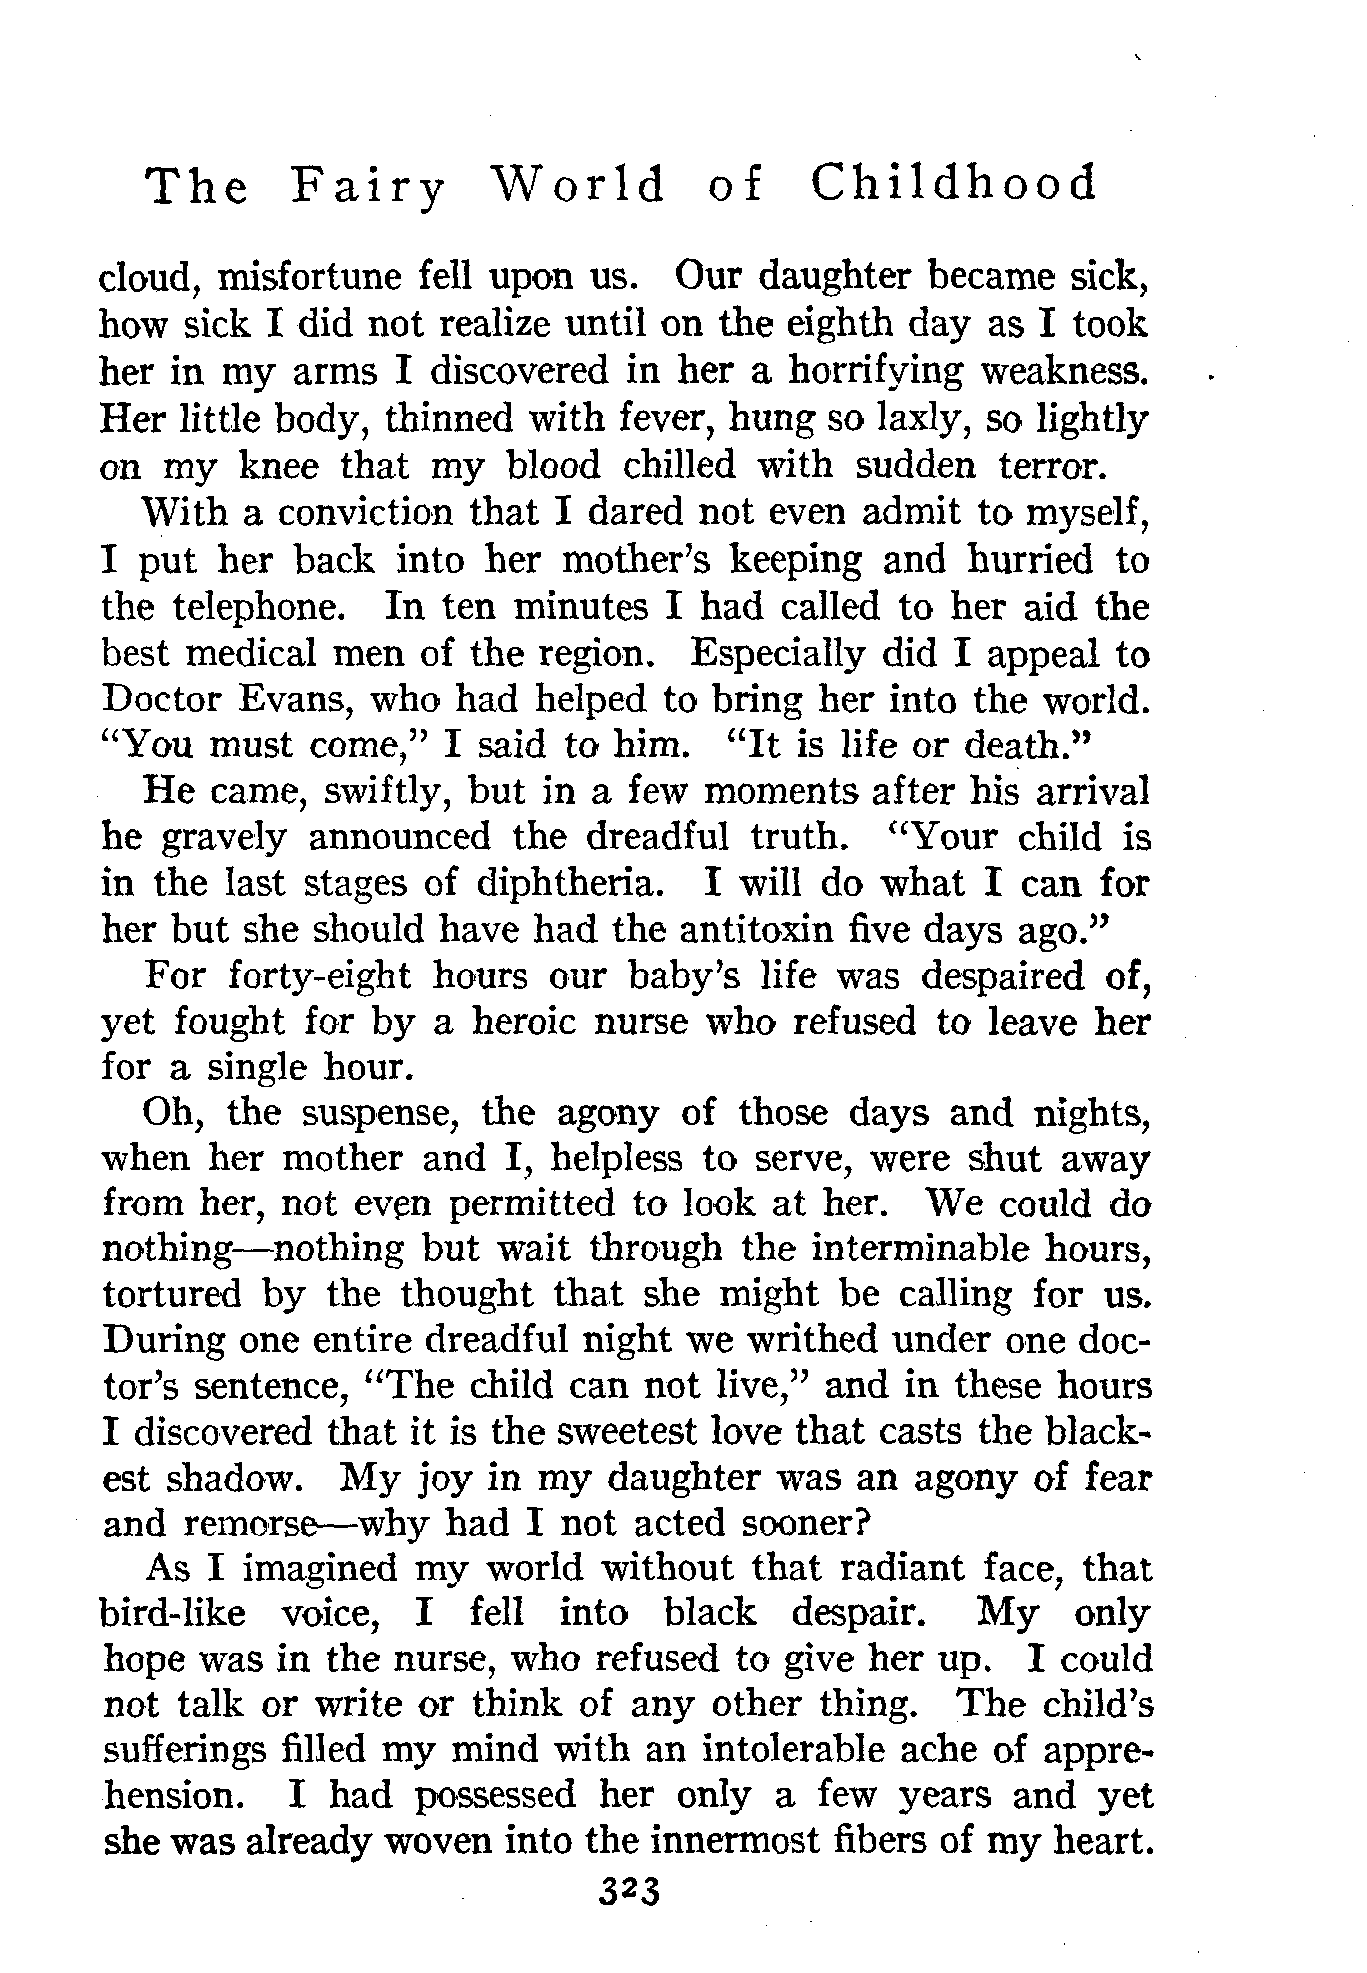 The Fairy World of Childhood
cloud, misfortune fell upon us. Our daughter became sick,
how sick I did not realize until on the eighth day as I took
her in my arms I discovered in her a horrifying weakness.
Her little body, thinned with fever, hung so laxly, so lightly
on my knee that my blood chilled with sudden terror.
With a conviction that I dared not even admit to myself,
I put her back into her mother's keeping and hurried to
the telephone. In ten minutes I had called to her aid the
best medical men of the region. Especially did I appeal to
Doctor Evans, who had helped to bring her into the world.
“You must come,” I said to him. “It is life or death.”
He came, swiftly, but in a few moments after his arrival
he gravely announced the dreadful truth. “Your child is
in the last stages of diphtheria. I will do what I can for
her but she should have had the antitoxin five days ago.”
For forty-eight hours our baby's life was despaired of,
yet fought for by a heroic nurse who refused to leave her
for a single hour.
Oh, the suspense, the agony of those days and nights,
when her mother and I, helpless to serve, were shut away
from her, not even permitted to look at her. We could do
nothing—nothing but wait through the interminable hours,
tortured by the thought that she might be calling for us.
During one entire dreadful night we writhed under one doc-
tor's sentence, “The child can not live,” and in these hours
I discovered that it is the sweetest love that casts the black-
est shadow. My joy in my daughter was an agony of fear
and remorse—why had I not acted sooner?
As I imagined my world without that radiant face, that
bird-like voice, I fell into black despair. My only
hope was in the nurse, who refused to give her up. I could
not talk or write or think of any other thing. The child's
sufferings filled my mind with an intolerable ache of appre-
hension. I had possessed her only a few years and yet
she was already woven into the innermost fibers of my heart.
323